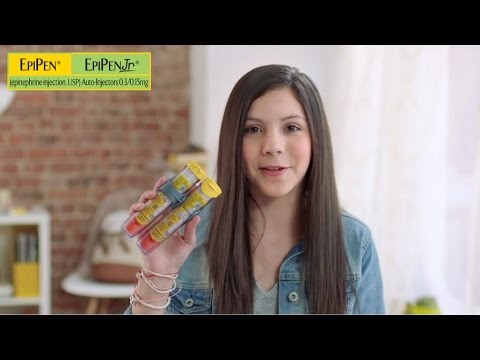 EPIPEN® EPIPEN Jr®
(epinephrine injection, USP) Auto-Injectors 0.3/0.15mg